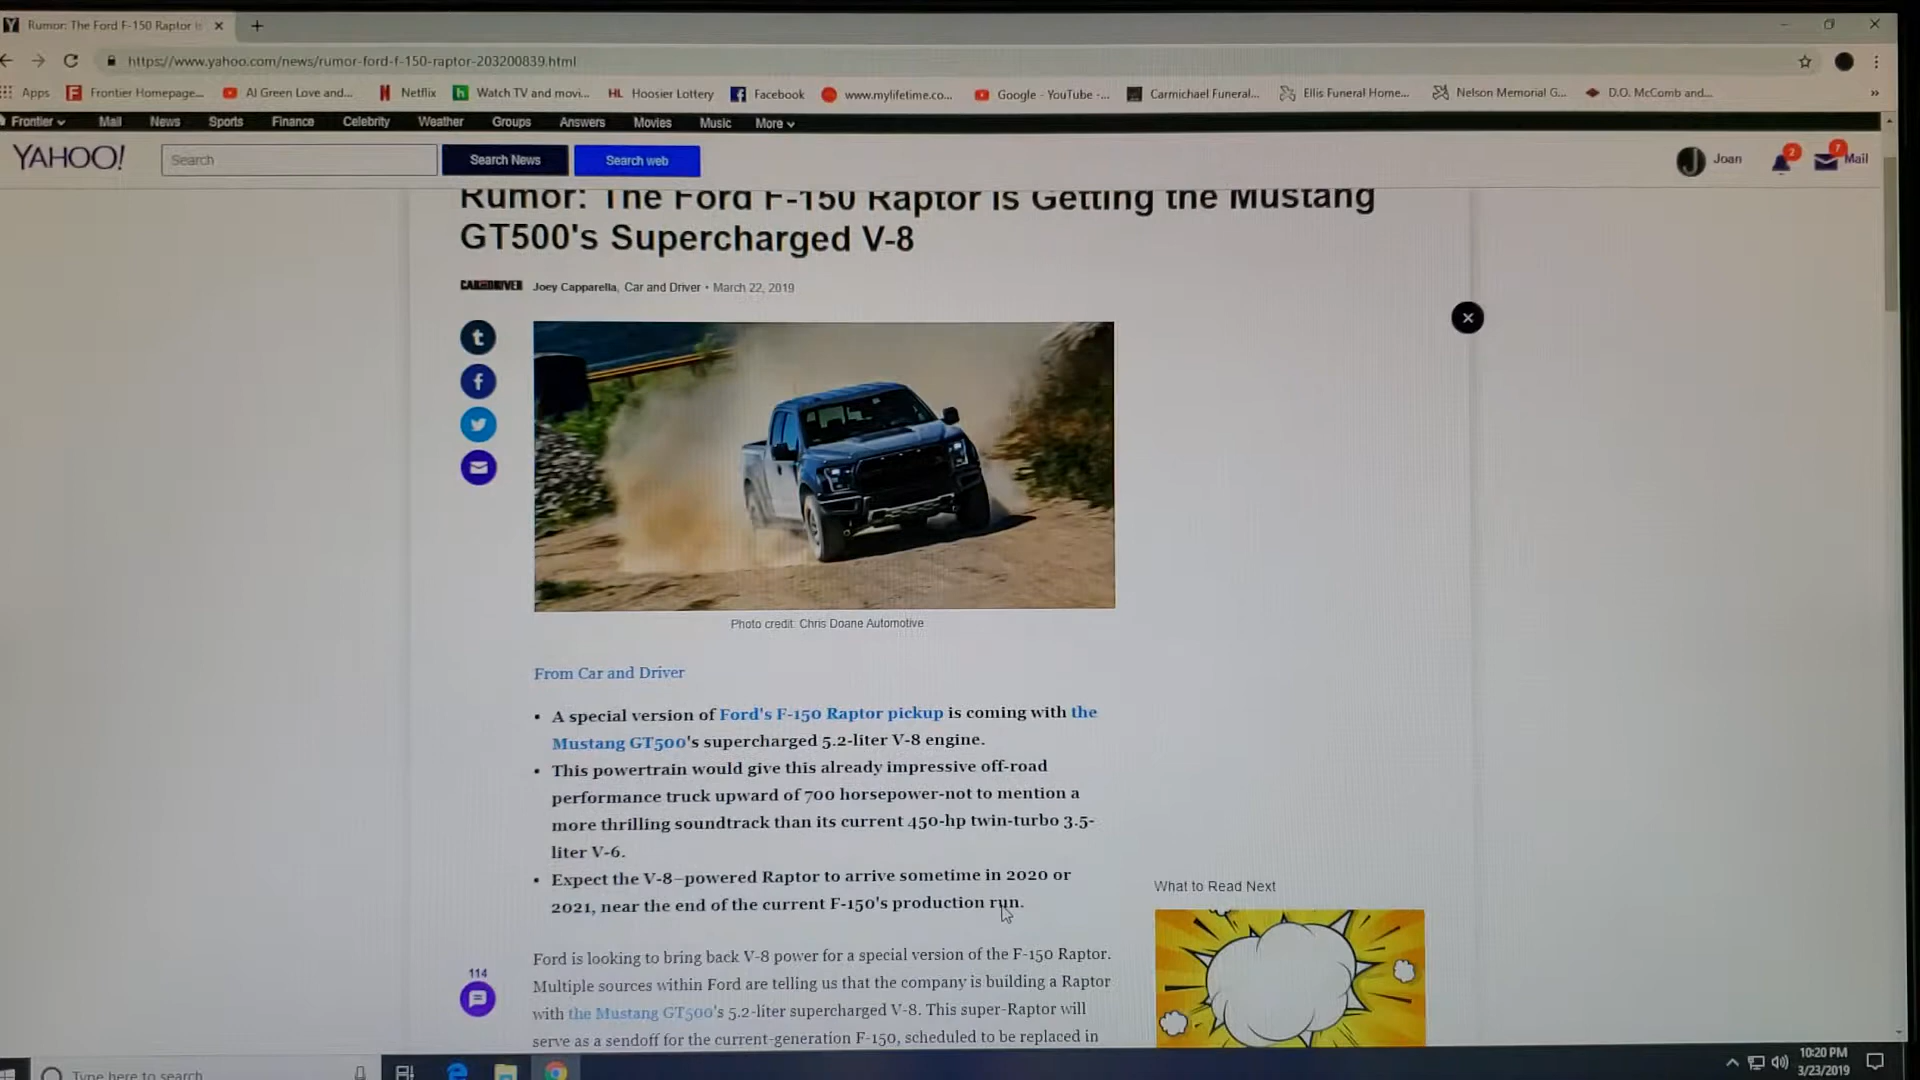 Rumor: The Ford F-150 Raptor Is
https://www.yahoo.com/news/rumor-ford-f-150-raptor-203200839.html
Apps Frontier Homepage... Al Green Love and... Netflix Watch TV and movi... HL Hoosier Lottery Facebook www.mylifetime.co... Google - YouTube -... Carmichael Funeral... Ellis Funeral Home... Nelson Memorial G... D.O. McComb and... »
Frontier Mail News Sports Finance Celebrity Weather Groups Answers Movies Music More
YAHOO! Search Search News Search web Joan 2 7 Mail
Rumor: The Ford F-150 Raptor Is Getting the Mustang
GT500's Supercharged V-8
CAR AND DRIVER Joey Capparella, Car and Driver • March 22, 2019
Photo credit: Chris Doane Automotive
From Car and Driver
• A special version of Ford's F-150 Raptor pickup is coming with the
Mustang GT500's supercharged 5.2-liter V-8 engine.
• This powertrain would give this already impressive off-road
performance truck upward of 700 horsepower-not to mention a
more thrilling soundtrack than its current 450-hp twin-turbo 3.5-
liter V-6.
• Expect the V-8–powered Raptor to arrive sometime in 2020 or
2021, near the end of the current F-150's production run.
What to Read Next
Ford is looking to bring back V-8 power for a special version of the F-150 Raptor.
114
Multiple sources within Ford are telling us that the company is building a Raptor
with the Mustang GT500's 5.2-liter supercharged V-8. This super-Raptor will
serve as a sendoff for the current-generation F-150, scheduled to be replaced in
Type here to search
10:20 PM
3/23/2019